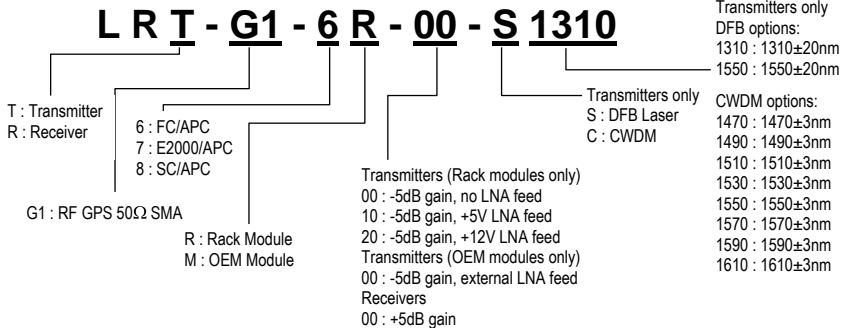 L R T - G1 - 6 R - 00 - S 1310
T : Transmitter
R : Receiver
6 : FC/APC
7 : E2000/APC
8 : SC/APC
G1 : RF GPS 50Ω SMA
R : Rack Module
M : OEM Module
Transmitters (Rack modules only)
00 : -5dB gain, no LNA feed
10 : -5dB gain, +5V LNA feed
20 : -5dB gain, +12V LNA feed
Transmitters (OEM modules only)
00 : -5dB gain, external LNA feed
Receivers
00 : +5dB gain
Transmitters only
S : DFB Laser
C : CWDM
Transmitters only
DFB options:
1310 : 1310±20nm
1550 : 1550±20nm
CWDM options:
1470 : 1470±3nm
1490 : 1490±3nm
1510 : 1510±3nm
1530 : 1530±3nm
1550 : 1550±3nm
1570 : 1570±3nm
1590 : 1590±3nm
1610 : 1610±3nm